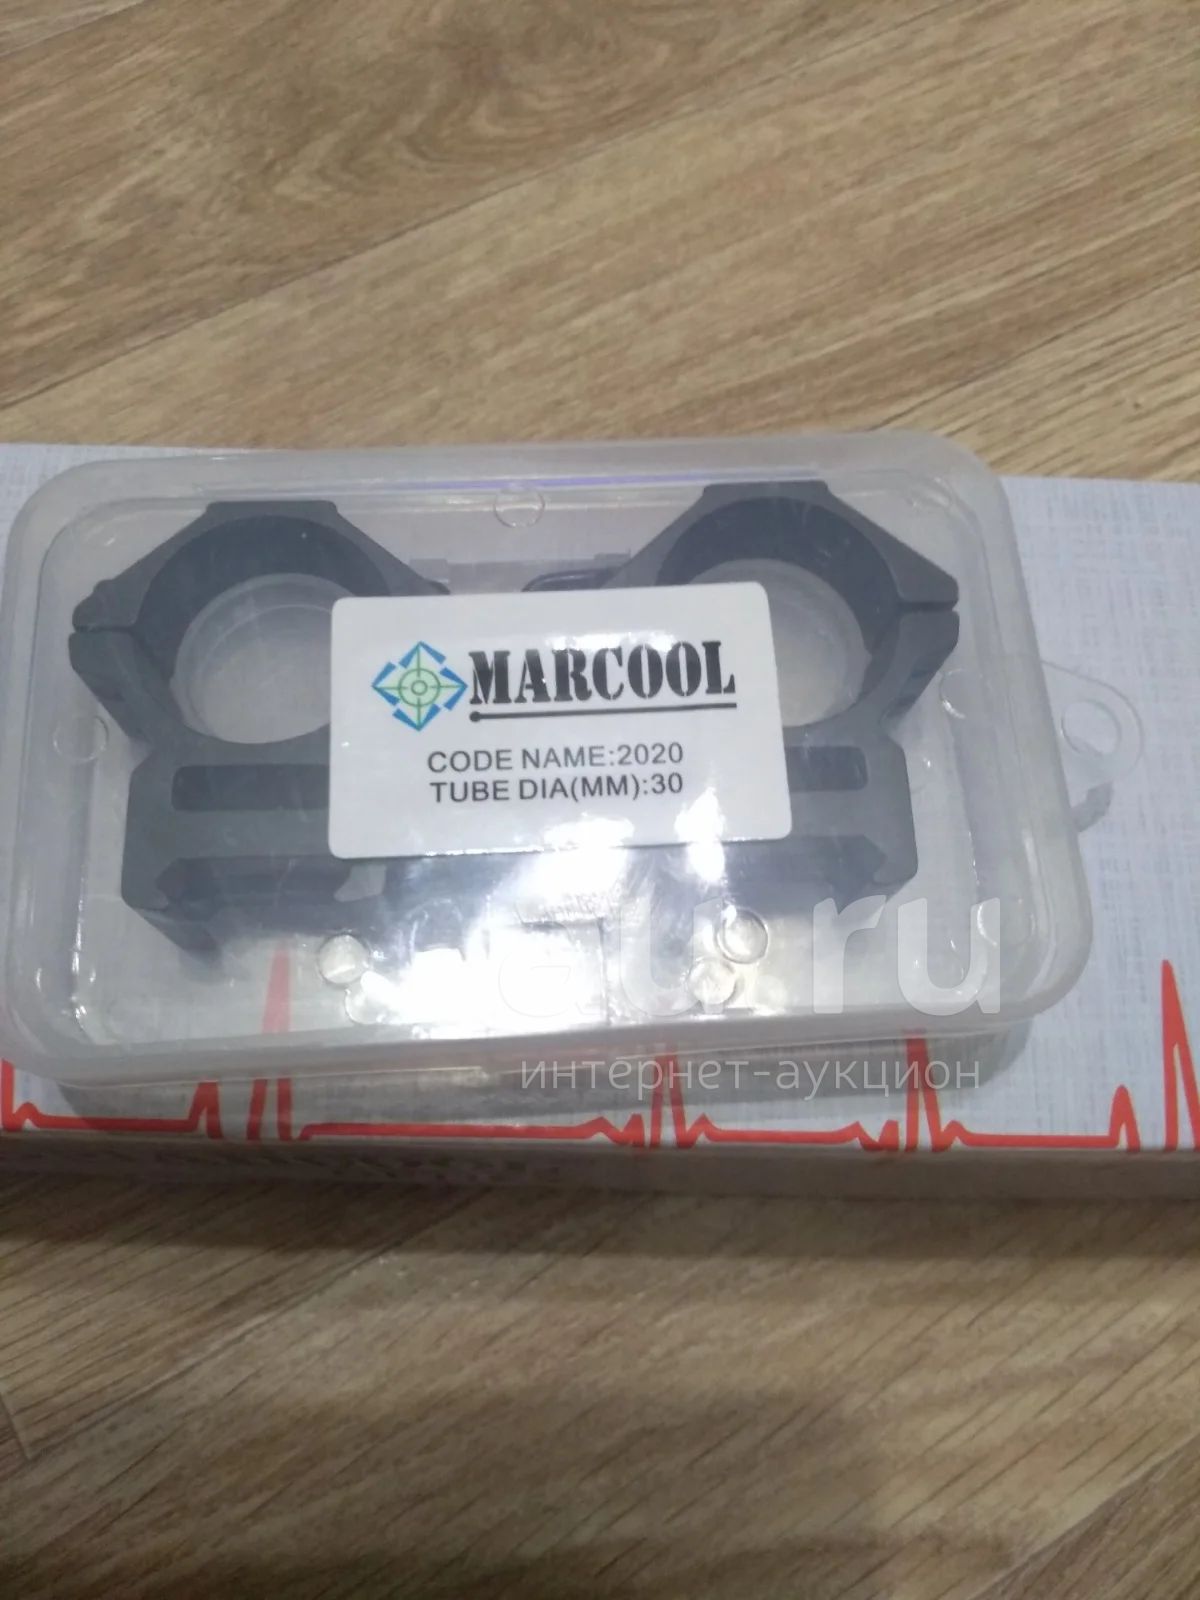 MARCOOL
CODE NAME:2020
TUBE DIA(MM):30
au.ru
интернет-аукцион